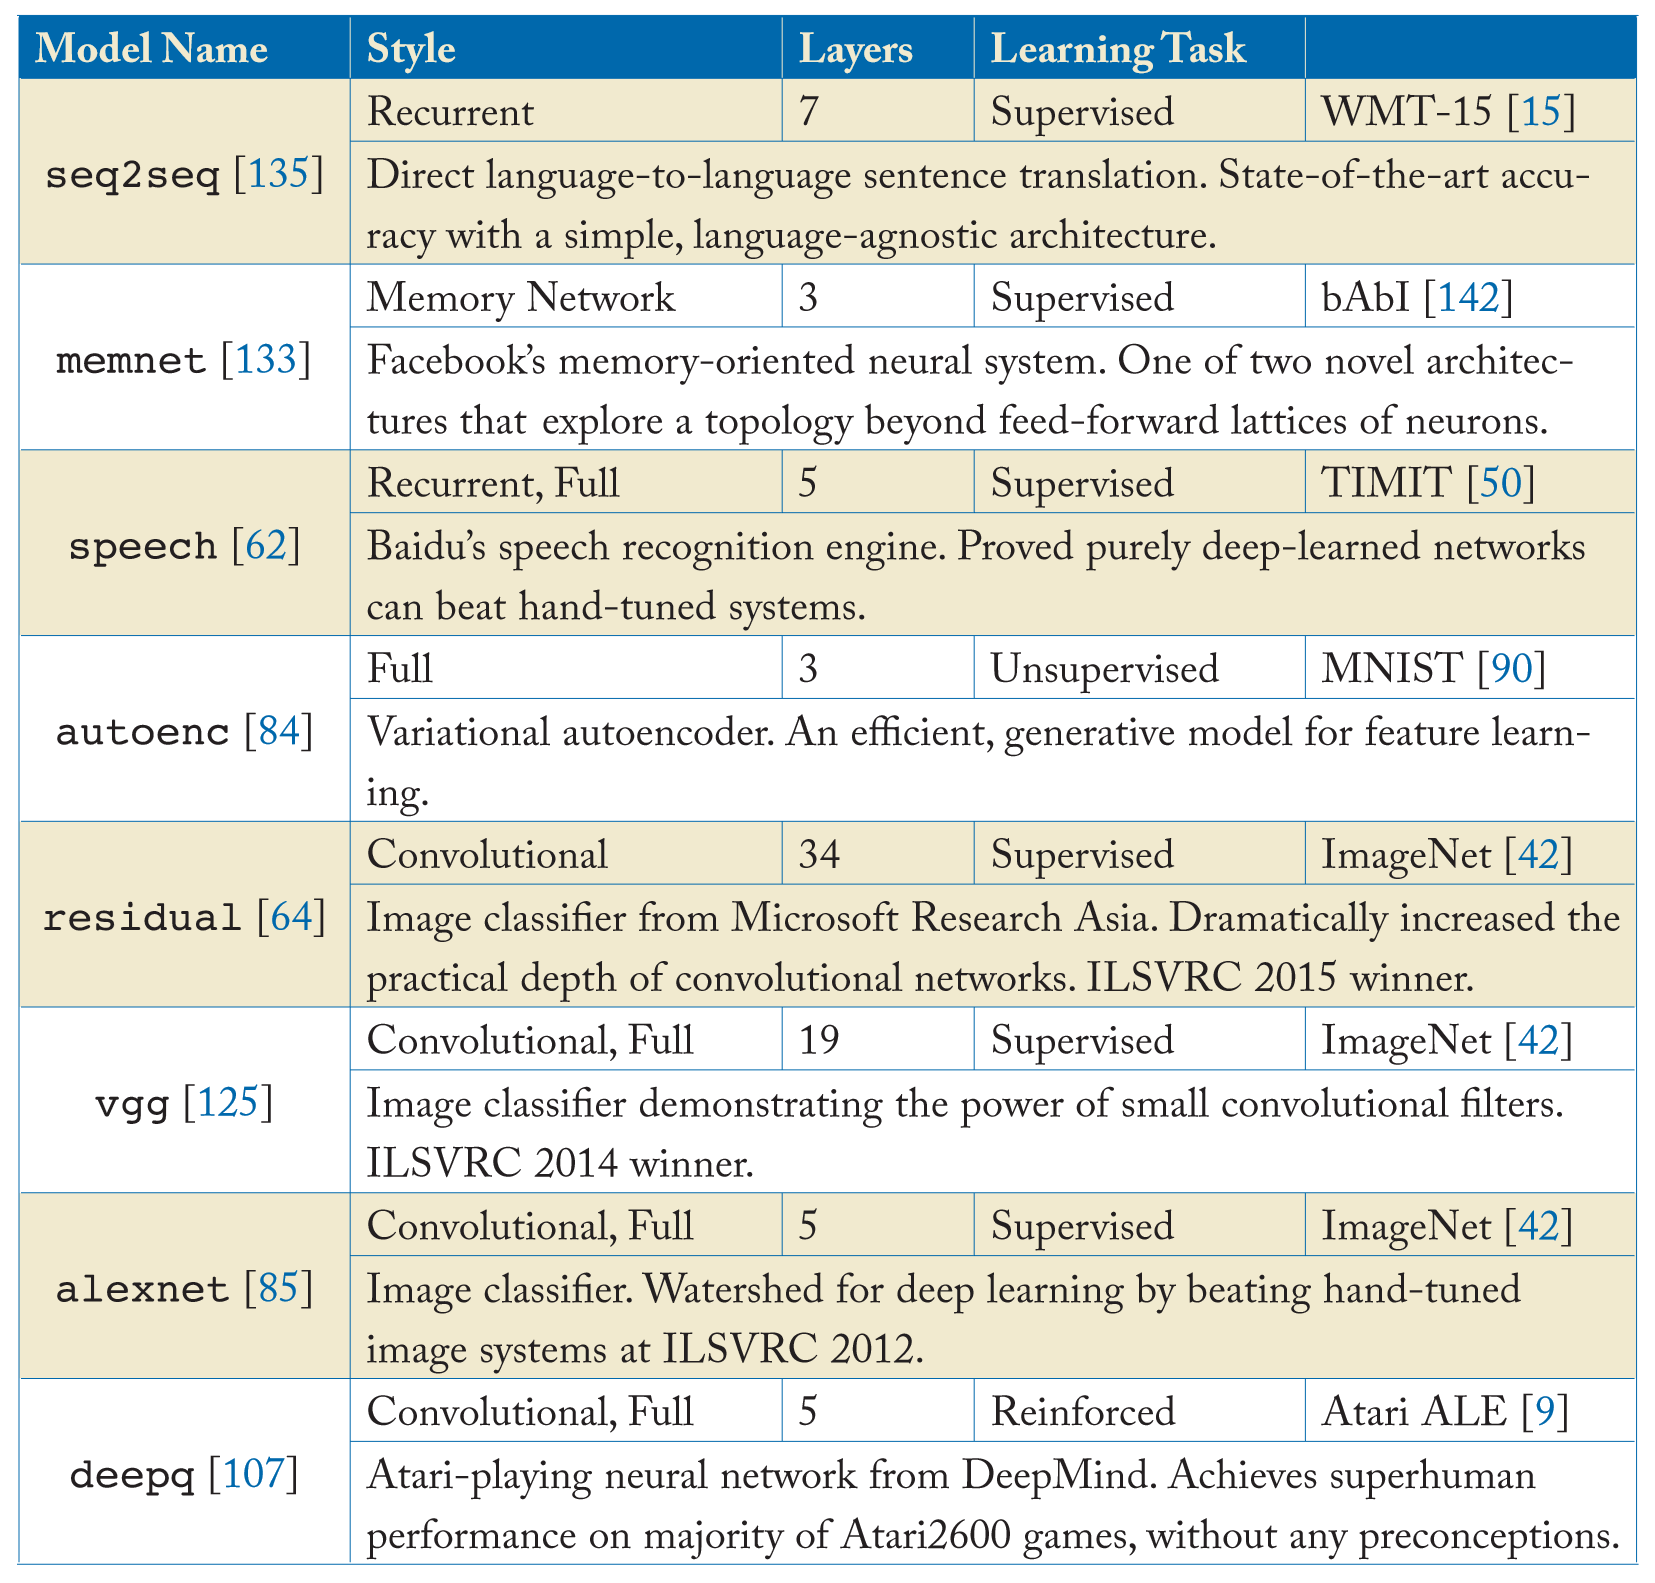 Model Name Style Layers Learning Task
Recurrent 7 Supervised WMT-15 [15]
seq2seq [135]
Direct language-to-language sentence translation. State-of-the-art accu-
racy with a simple, language-agnostic architecture.
Memory Network 3 Supervised bAbI [142]
memnet [133]
Facebook's memory-oriented neural system. One of two novel architec-
tures that explore a topology beyond feed-forward lattices of neurons.
Recurrent, Full 5 Supervised TIMIT [50]
speech [62]
Baidu's speech recognition engine. Proved purely deep-learned networks
can beat hand-tuned systems.
Full 3 Unsupervised MNIST [90]
autoenc [84]
Variational autoencoder. An efficient, generative model for feature learn-
ing.
Convolutional 34 Supervised ImageNet [42]
residual [64]
Image classifier from Microsoft Research Asia. Dramatically increased the
practical depth of convolutional networks. ILSVRC 2015 winner.
Convolutional, Full 19 Supervised ImageNet [42]
vgg [125]
Image classifier demonstrating the power of small convolutional filters.
ILSVRC 2014 winner.
Convolutional, Full 5 Supervised ImageNet [42]
alexnet [85]
Image classifier. Watershed for deep learning by beating hand-tuned
image systems at ILSVRC 2012.
Convolutional, Full 5 Reinforced Atari ALE [9]
deepq [107]
Atari-playing neural network from DeepMind. Achieves superhuman
performance on majority of Atari2600 games, without any preconceptions.